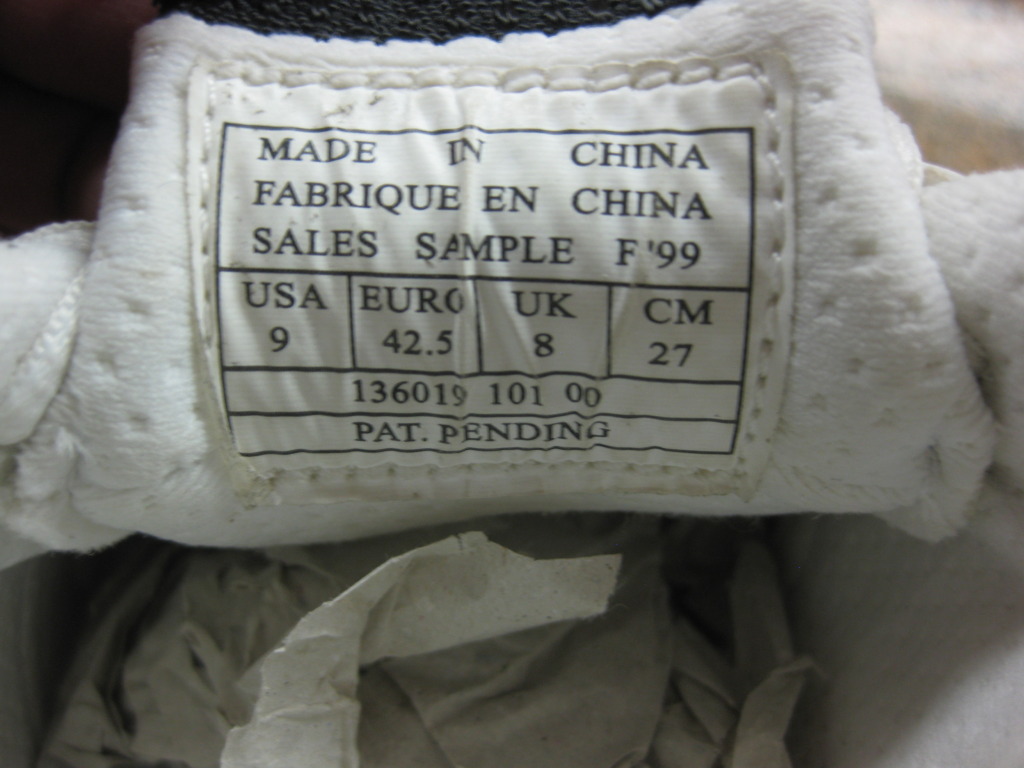 MADE IN CHINA
FABRIQUE EN CHINA
SALES SAMPLE F '99
USA EURO UK CM
9 42.5 8 27
136019 101 00
PAT. PENDING